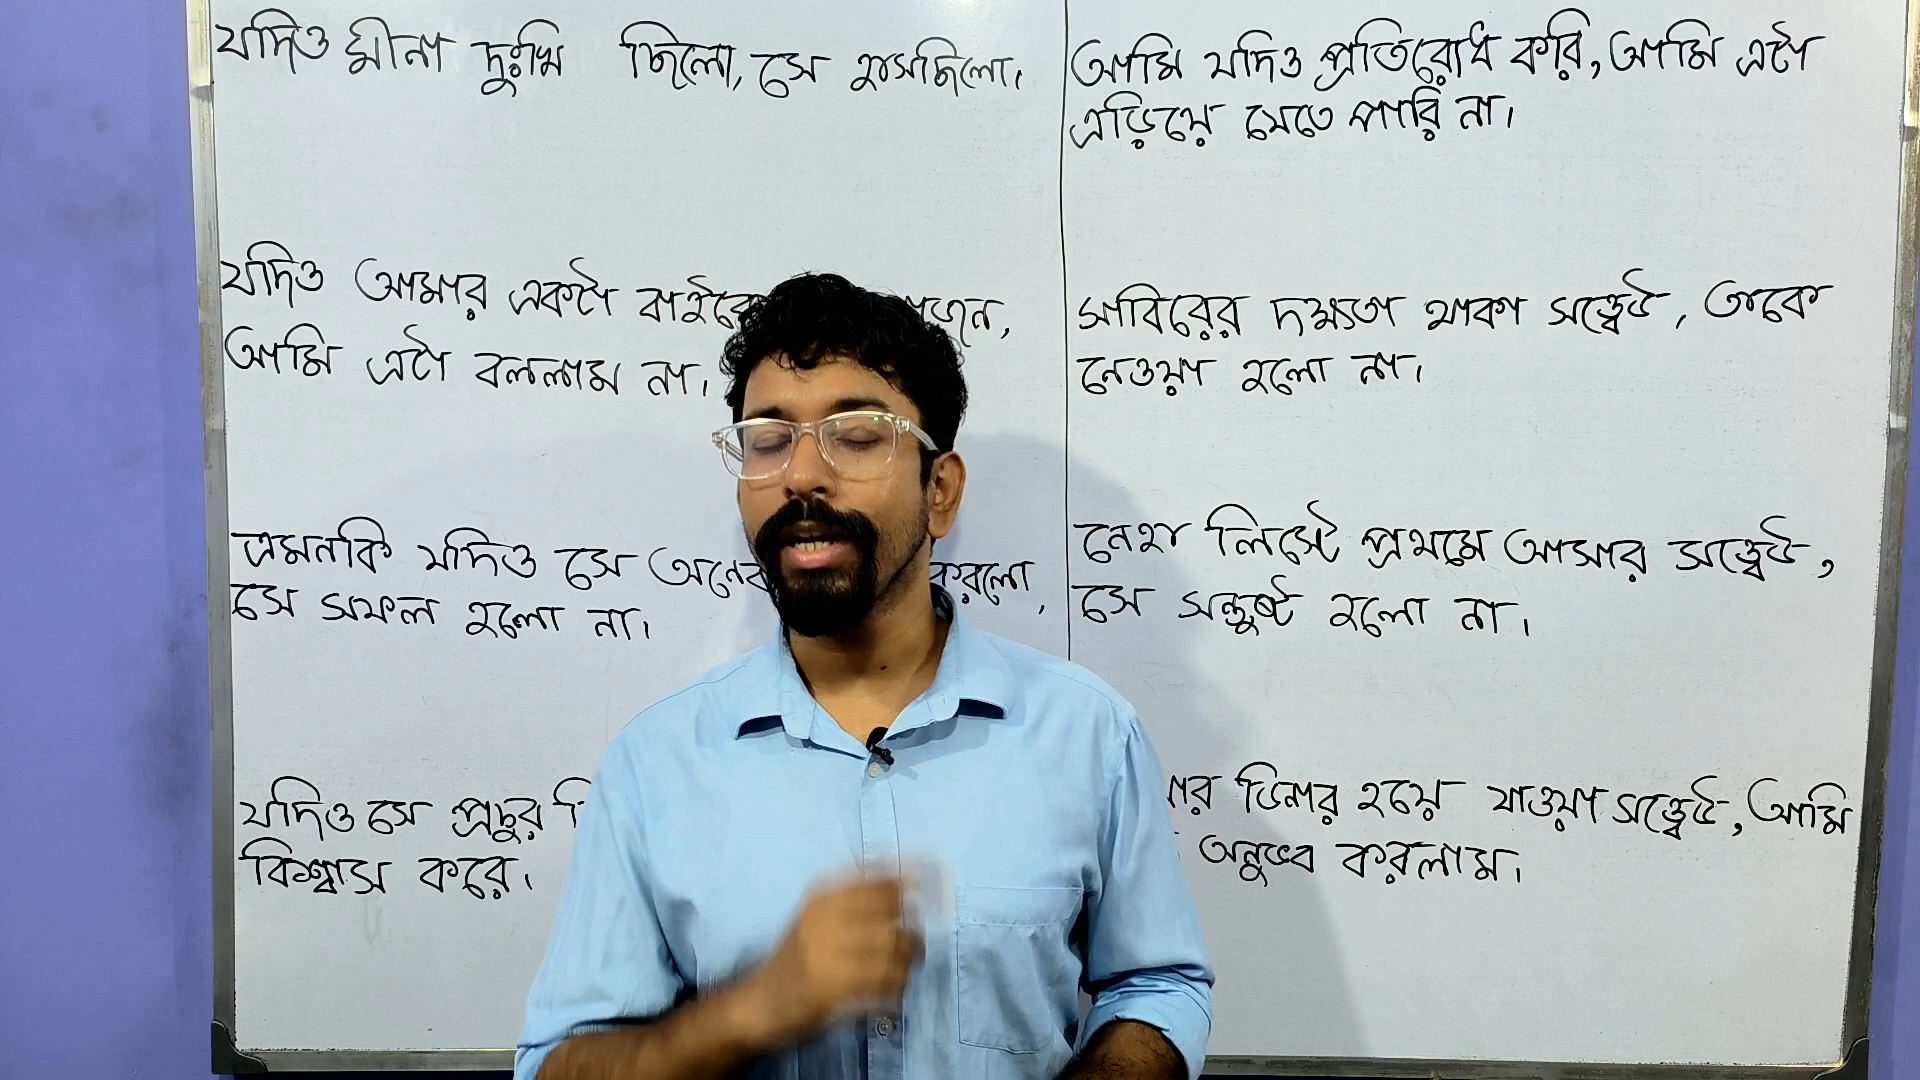 যদিও মীনা দুঃখি ছিলো, সে হাসছিলো।
যদিও আমার একটা বাইকের
আমি এটা বললাম না।
এমনকি যদিও সে করলো,
সে সফল হলো না।
যদিও সে প্রচুর
বিশ্বাস করে।
আমি যদিও প্রতিরোধ করি, আমি এটা
এড়িয়ে যেতে পারি না।
সাবিরের দক্ষতা থাকা সত্ত্বেও, তাকে
নেওয়া হলো না।
নেহা লিস্টে প্রথমে আসার সত্ত্বেও,
সে সন্তুষ্ট হলো না।
ডিনার হয়ে যাওয়া সত্ত্বেও, আমি
অনুভব করলাম।